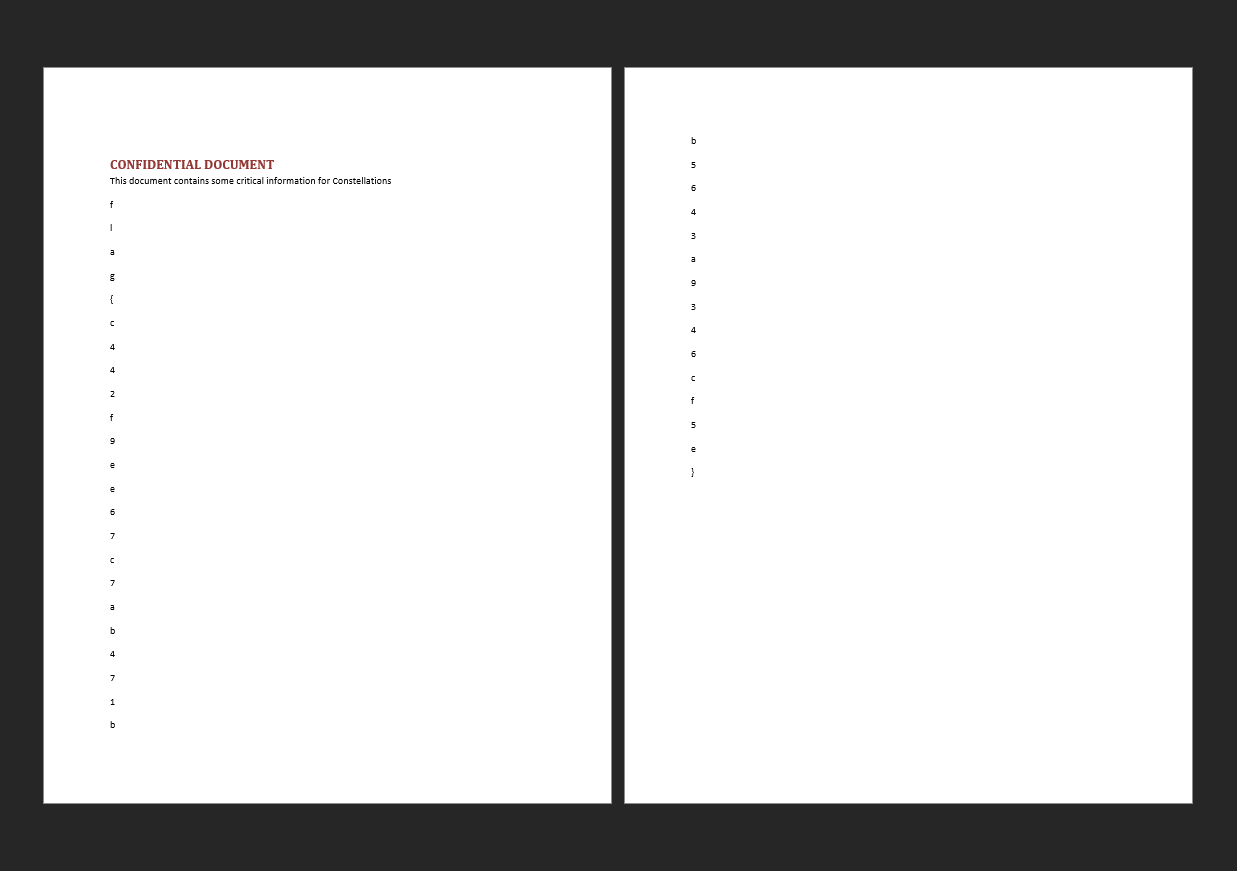 CONFIDENTIAL DOCUMENT
This document contains some critical information for Constellations
f
l
a
g
{
c
4
4
2
f
9
e
e
6
7
c
7
a
b
4
7
1
b
b
5
6
4
3
a
9
3
4
6
c
f
5
e
}